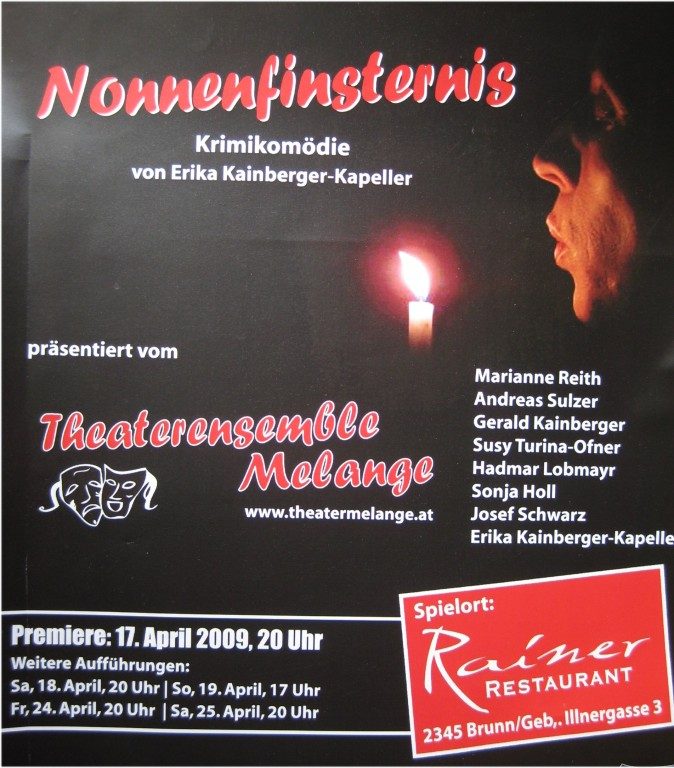 Nonnenfinsternis
Krimikomödie
von Erika Kainberger-Kapeller
präsentiert vom
Theaterensemble
Melange
www.theatermelange.at
Marianne Reith
Andreas Sulzer
Gerald Kainberger
Susy Turina-Ofner
Hadmar Lobmayr
Sonja Holl
Josef Schwarz
Erika Kainberger-Kapelle
Premiere: 17. April 2009, 20 Uhr
Weitere Aufführungen:
Sa, 18. April, 20 Uhr | So, 19. April, 17 Uhr
Fr, 24. April, 20 Uhr | Sa, 25. April, 20 Uhr
Spielort:
Rainer
RESTAURANT
2345 Brunn/Geb,. Illnergasse 3